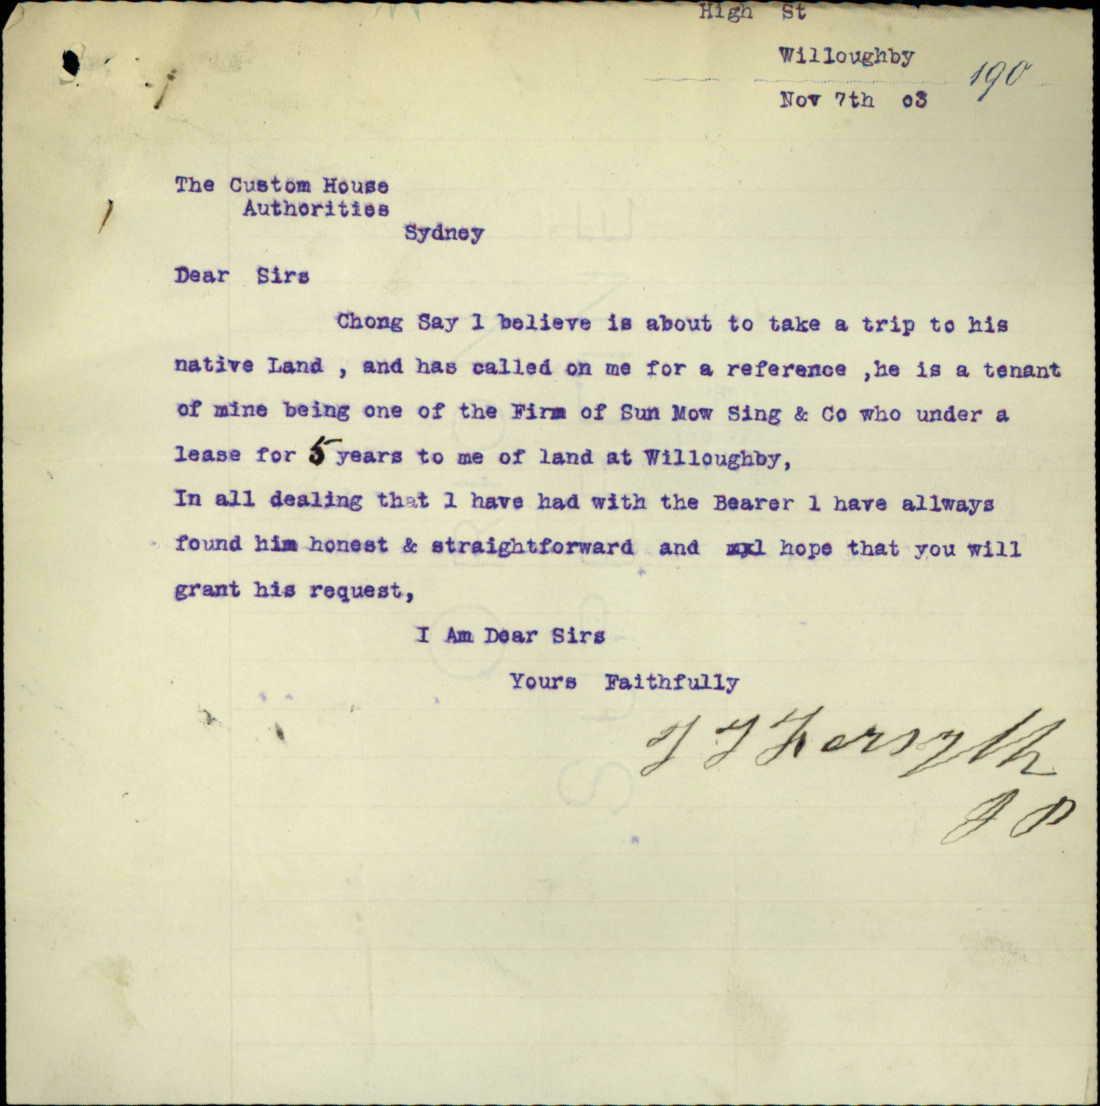 High St
Willoughby
190
Nov 7th 03
The Custom House
Authorities
Sydney
Dear Sirs
Chong Say l believe is about to take a trip to his
native Land , and has called on me for a reference ,he is a tenant
of mine being one of the Firm of Sun Mow Sing & Co who under a
lease for 5 years to me of land at Willoughby,
In all dealing that l have had with the Bearer l have allways
found him honest & straightforward and xxl hope that you will
grant his request,
I Am Dear Sirs
Yours Faithfully
Forsyth
J P